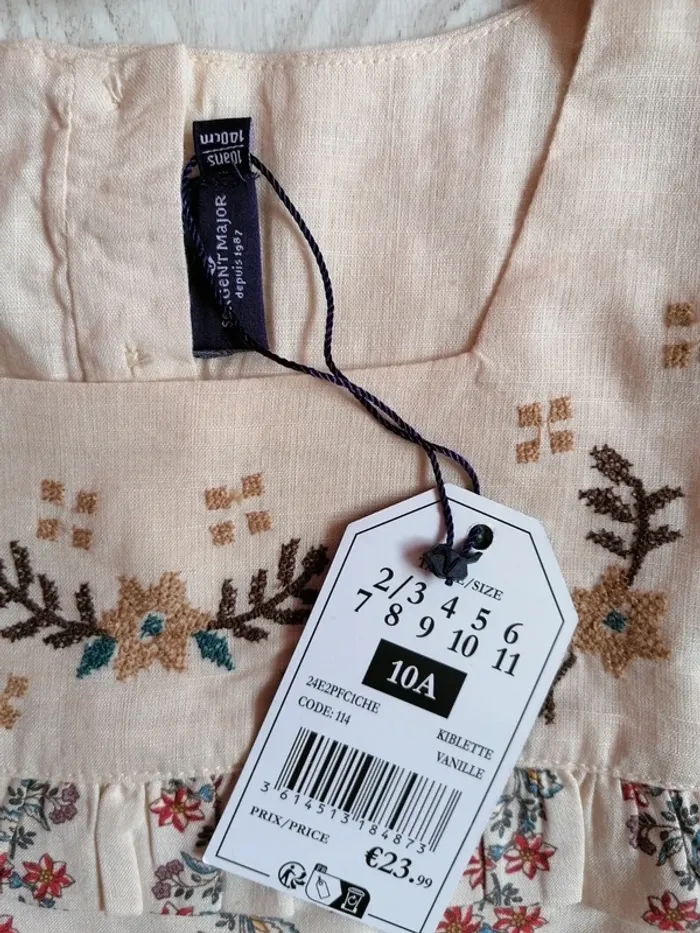 10ans
140cm
SERGENT MAJOR
depuis 1987
/SIZE
2/3 4 5 6
7 8 9 10 11
10A
24E2PFC1CHE
CODE: 114
KIBLETTE
VANILLE
3 614513 184873
PRIX/PRICE
€23.99